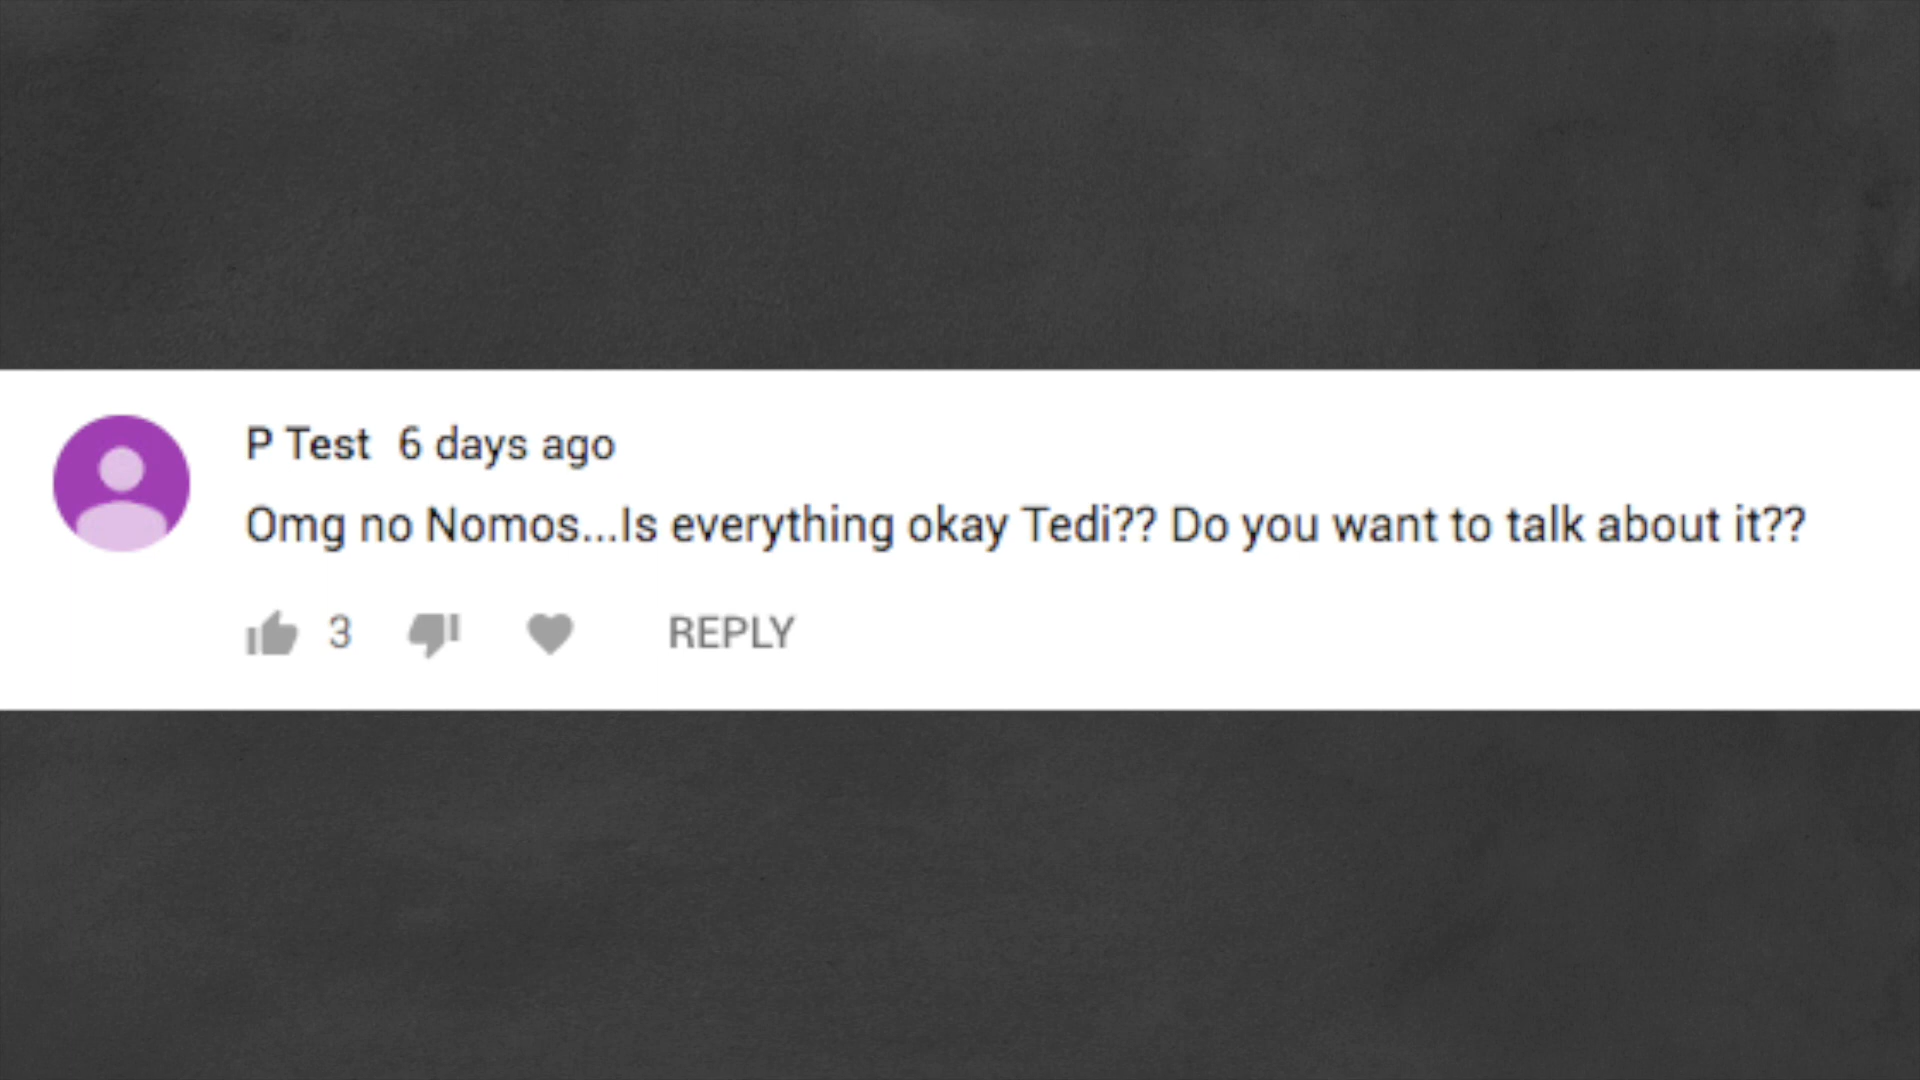 P Test 6 days ago
Omg no Nomos...Is everything okay Tedi?? Do you want to talk about it??
3 REPLY